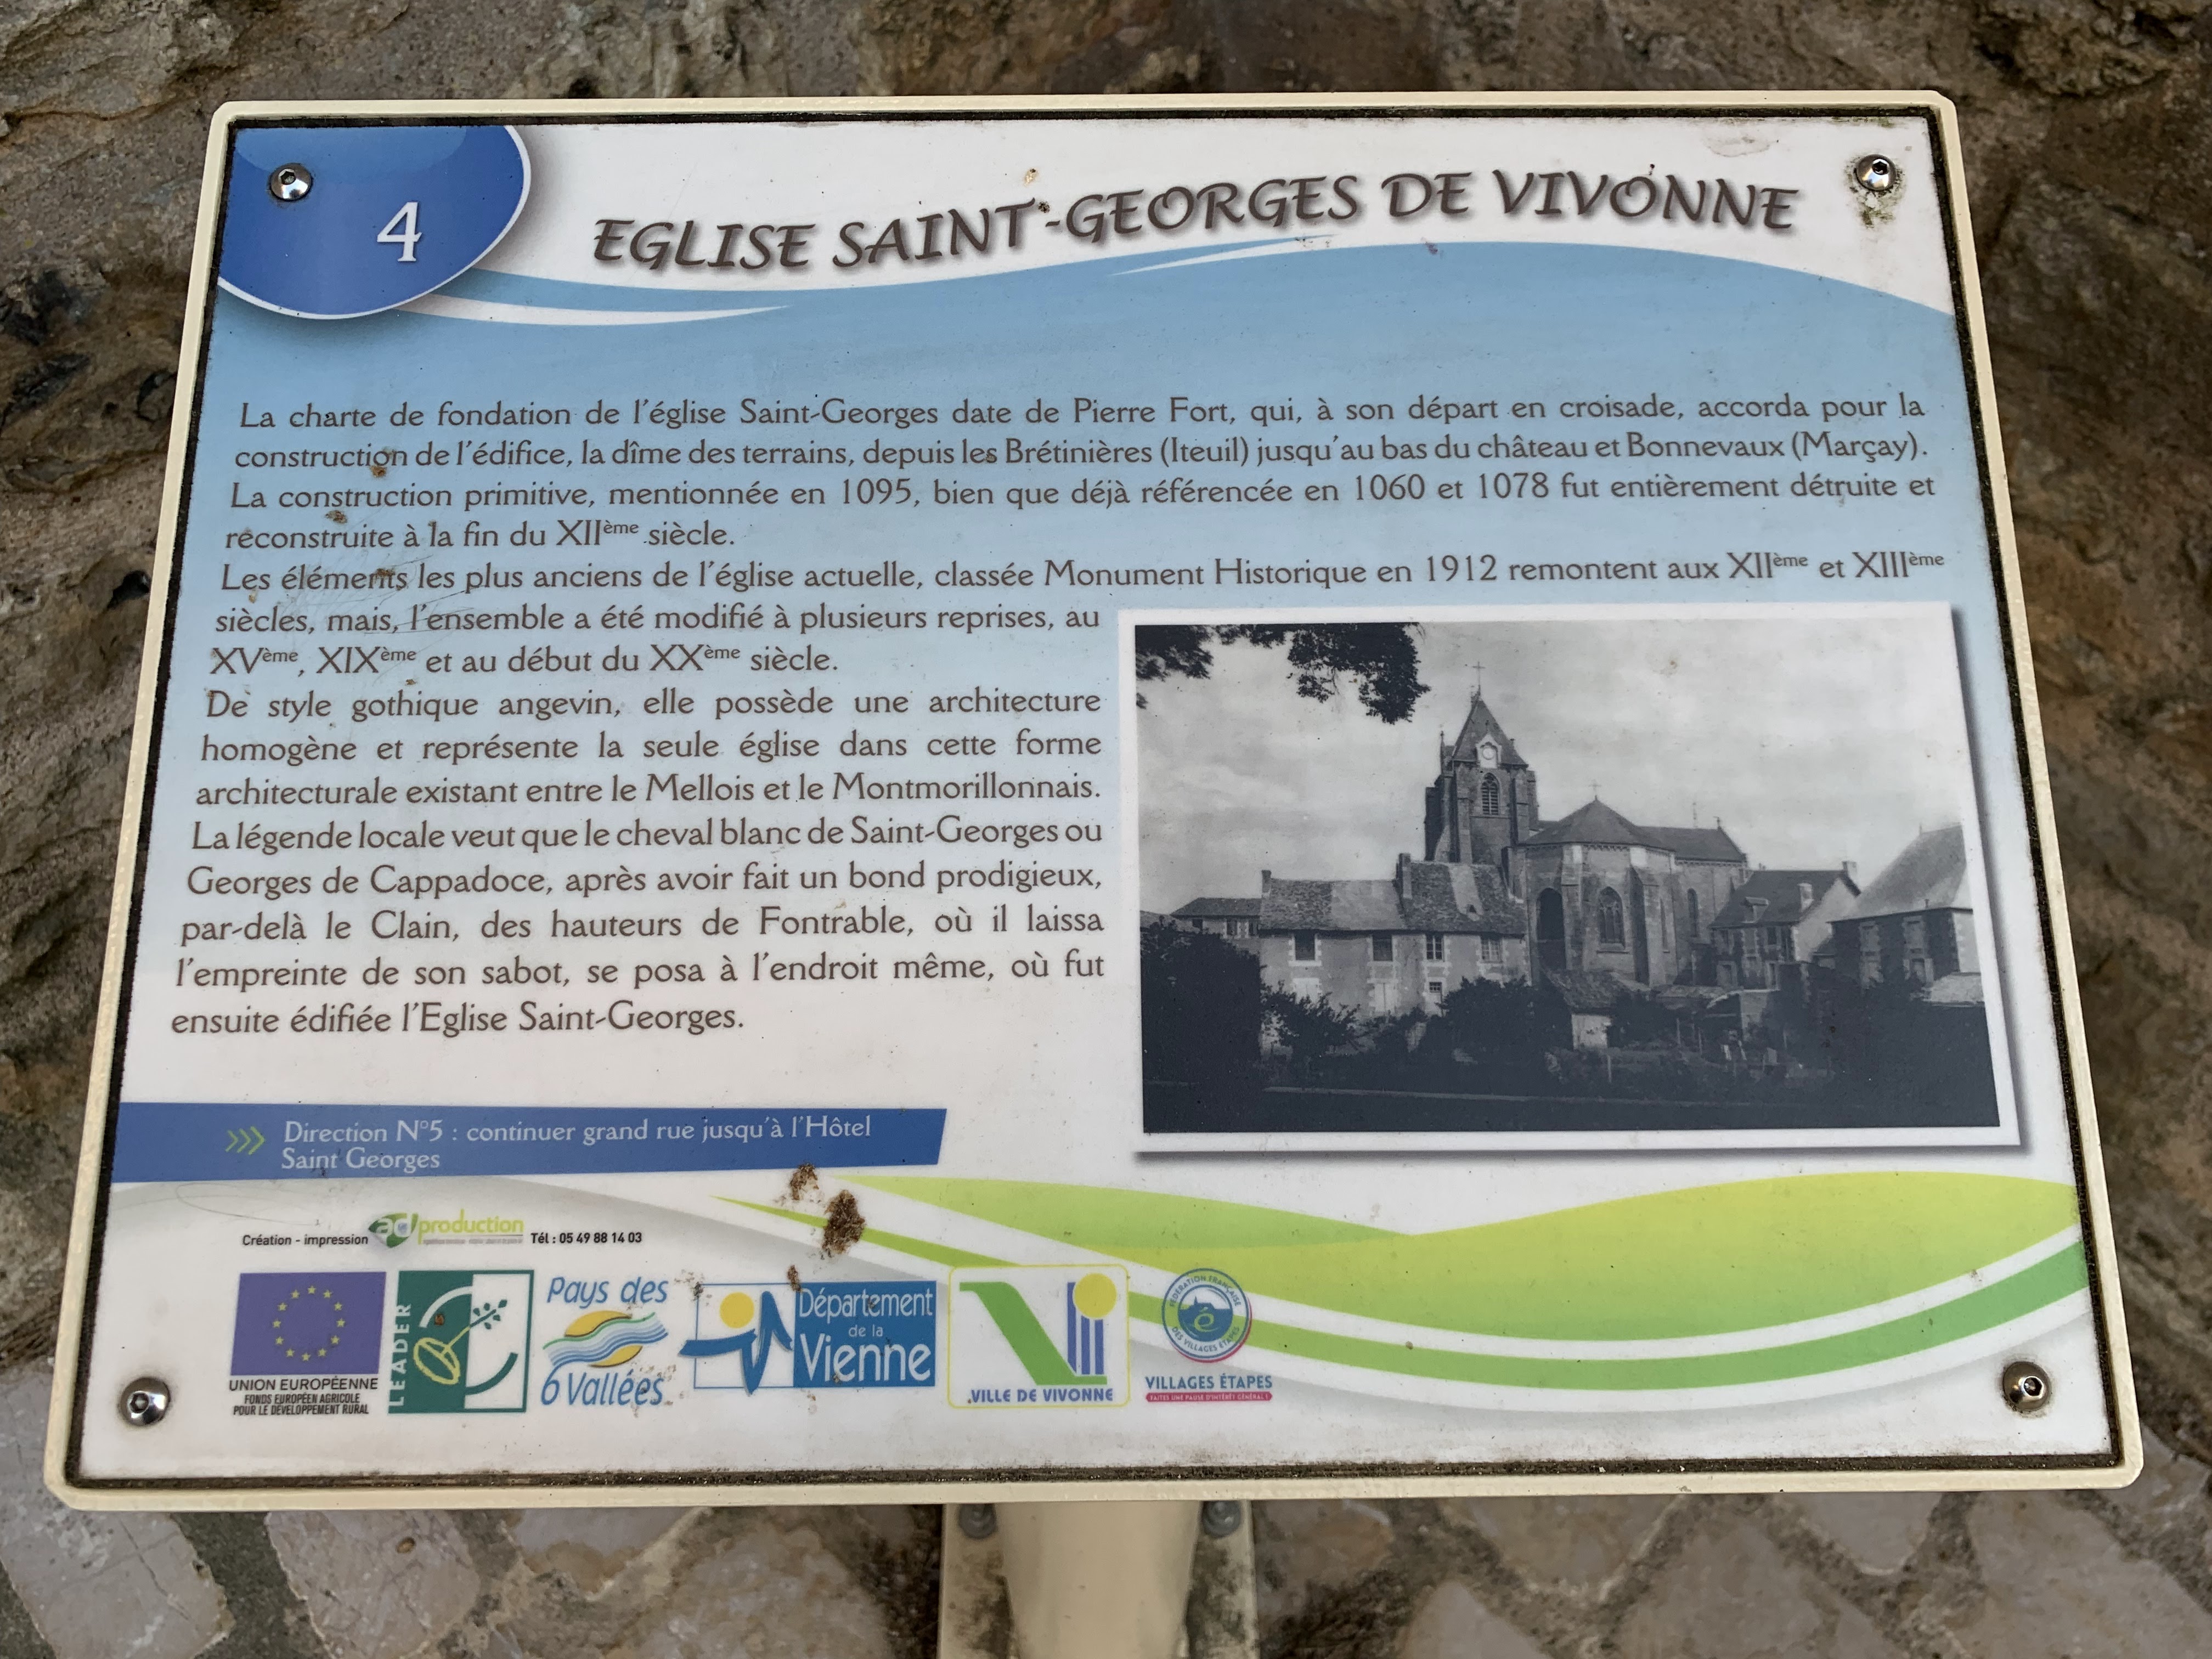 4
EGLISE SAINT-GEORGES DE VIVONNE
La charte de fondation de l'église Saint-Georges date de Pierre Fort, qui, à son départ en croisade, accorda pour la
construction de l'édifice, la dîme des terrains, depuis les Brétinières (Iteuil) jusqu'au bas du château et Bonnevaux (Marçay).
La construction primitive, mentionnée en 1095, bien que déjà référencée en 1060 et 1078 fut entièrement détruite et
reconstruite à la fin du XIIème siècle.
Les éléments les plus anciens de l'église actuelle, classée Monument Historique en 1912 remontent aux XIIème et XIIIème
siècles, mais, l'ensemble a été modifié à plusieurs reprises, au
XVème, XIXème et au début du XXème siècle.
De style gothique angevin, elle possède une architecture
homogène et représente la seule église dans cette forme
architecturale existant entre le Mellois et le Montmorillonnais.
La légende locale veut que le cheval blanc de Saint-Georges ou
Georges de Cappadoce, après avoir fait un bond prodigieux,
par-delà le Clain, des hauteurs de Fontrable, où il laissa
l'empreinte de son sabot, se posa à l'endroit même, où fut
ensuite édifiée l'Eglise Saint-Georges.
Direction N°5 : continuer grand rue jusqu'à l'Hôtel
Saint Georges
Création - impression ad production Tél : 05 49 88 14 03
UNION EUROPÉENNE
FONDS EUROPÉEN AGRICOLE
POUR LE DÉVELOPPEMENT RURAL
LEADER
Pays des
6 Vallées
Département
de la
Vienne
VILLE DE VIVONNE
FÉDÉRATION FRANÇAISE
DES VILLAGES ÉTAPES
é
VILLAGES ÉTAPES
FAITES UNE PAUSE D'INTÉRÊT GÉNÉRAL !